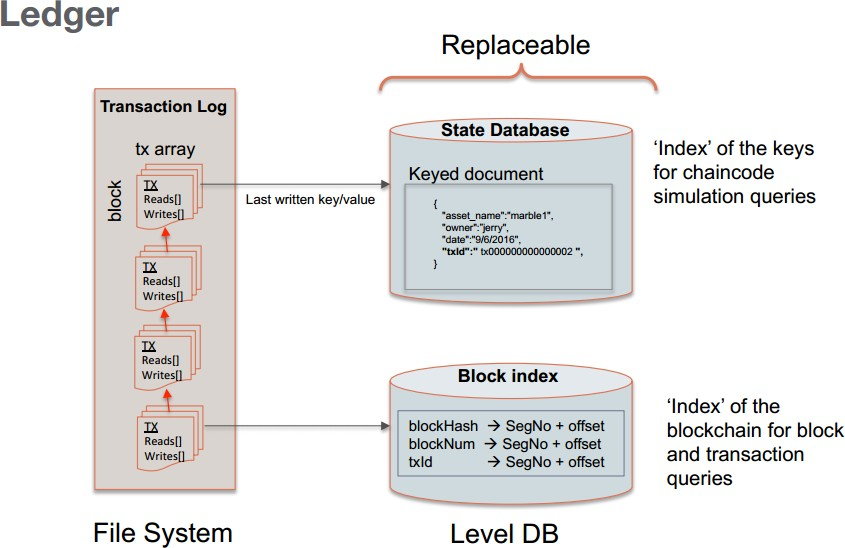 Ledger
Replaceable
Transaction Log
tx array
block
TX
Reads[]
Writes[]
TX
Reads[]
Writes[]
TX
Reads[]
Writes[]
TX
Reads[]
Writes[]
File System
Last written key/value
State Database
Keyed document
{
"asset_name":"marble1",
"owner":"jerry",
"date":"9/6/2016",
"txId":" tx000000000000002 ",
}
'Index' of the keys
for chaincode
simulation queries
Block index
blockHash → SegNo + offset
blockNum → SegNo + offset
txId → SegNo + offset
'Index' of the
blockchain for block
and transaction
queries
Level DB